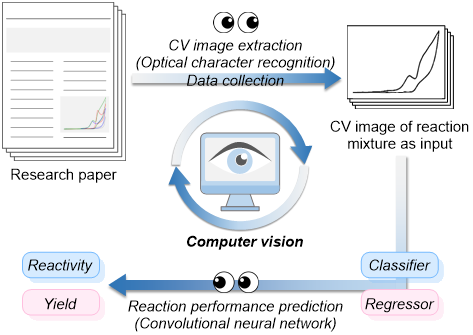 CV image extraction
(Optical character recognition)
Data collection
Research paper
CV image of reaction
mixture as input
Computer vision
Reactivity
Yield
Classifier
Regressor
Reaction performance prediction
(Convolutional neural network)